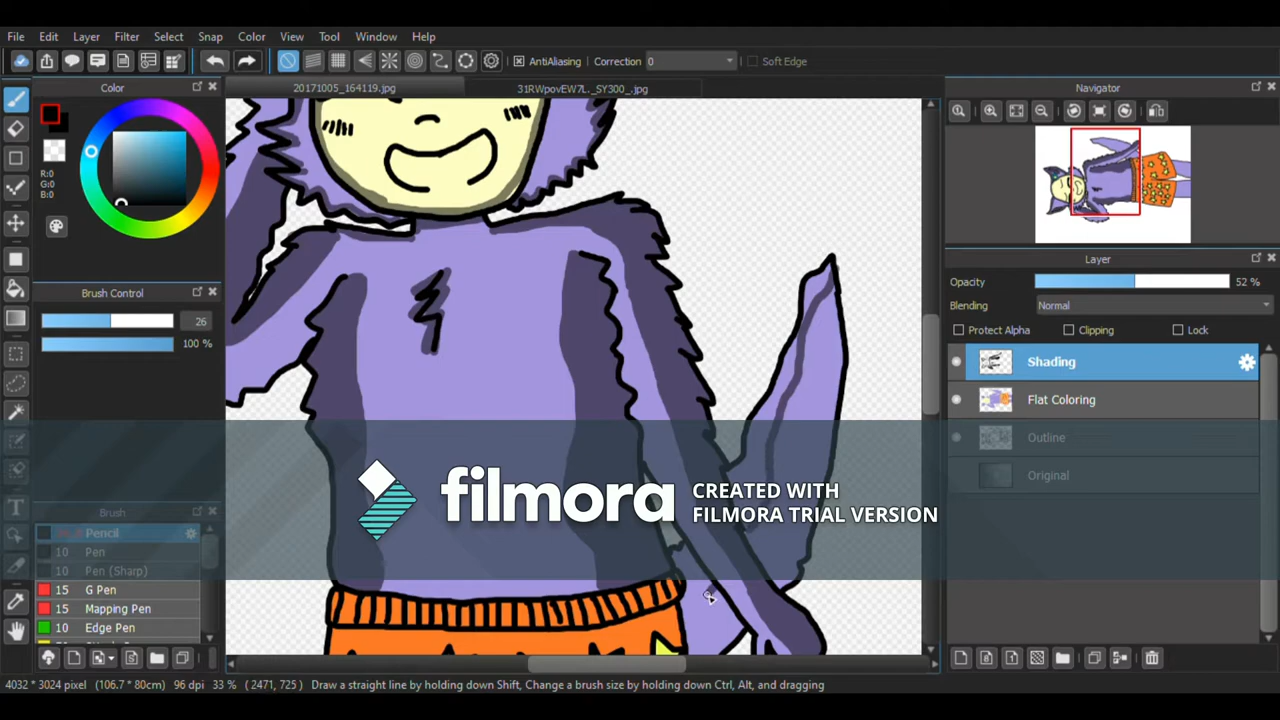 File Edit Layer Filter Select Snap Color View Tool Window Help
AntiAliasing Correction 0 Soft Edge
Color
20171005_164119.jpg
31RWpovEW7L._SY300_.jpg
Navigator
R:0
G:0
B:0
Layer
Opacity 52 %
Brush Control
Blending Normal
26
Protect Alpha Clipping Lock
100 %
Shading
Flat Coloring
Outline
Original
filmora CREATED WITH
FILMORA TRIAL VERSION
Brush
Pencil
10 Pen
10 Pen (Sharp)
15 G Pen
15 Mapping Pen
10 Edge Pen
4032 * 3024 pixel (106.7 * 80cm) 96 dpi 33 % ( 2471, 725 ) Draw a straight line by holding down Shift, Change a brush size by holding down Ctrl, Alt, and dragging